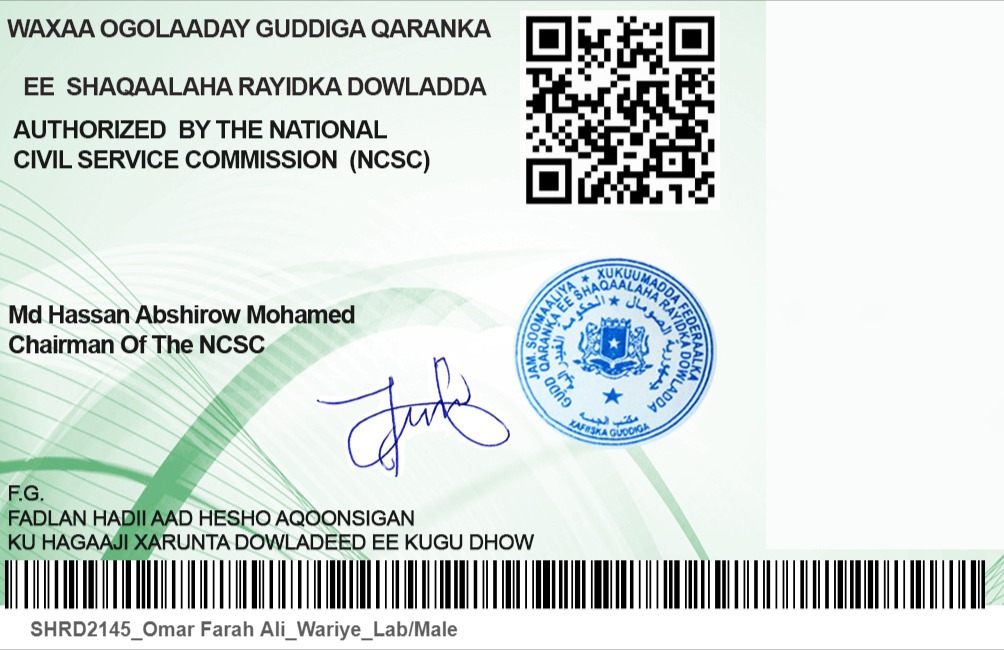 WAXAA OGOLAADAY GUDDIGA QARANKA
EE SHAQAALAHA RAYIDKA DOWLADDA
AUTHORIZED BY THE NATIONAL
CIVIL SERVICE COMMISSION (NCSC)
Md Hassan Abshirow Mohamed
Chairman Of The NCSC
JAM. SOOMAALIYA ★ XUKUUMADDA FEDERAALKA
GUDD QARANKA EE SHAQAALAHA RAYIDKA DOWLADDA
XAFIISKA GUDDIGA
F.G.
FADLAN HADII AAD HESHO AQOONSIGAN
KU HAGAAJI XARUNTA DOWLADEED EE KUGU DHOW
SHRD2145_Omar Farah Ali_Wariye_Lab/Male